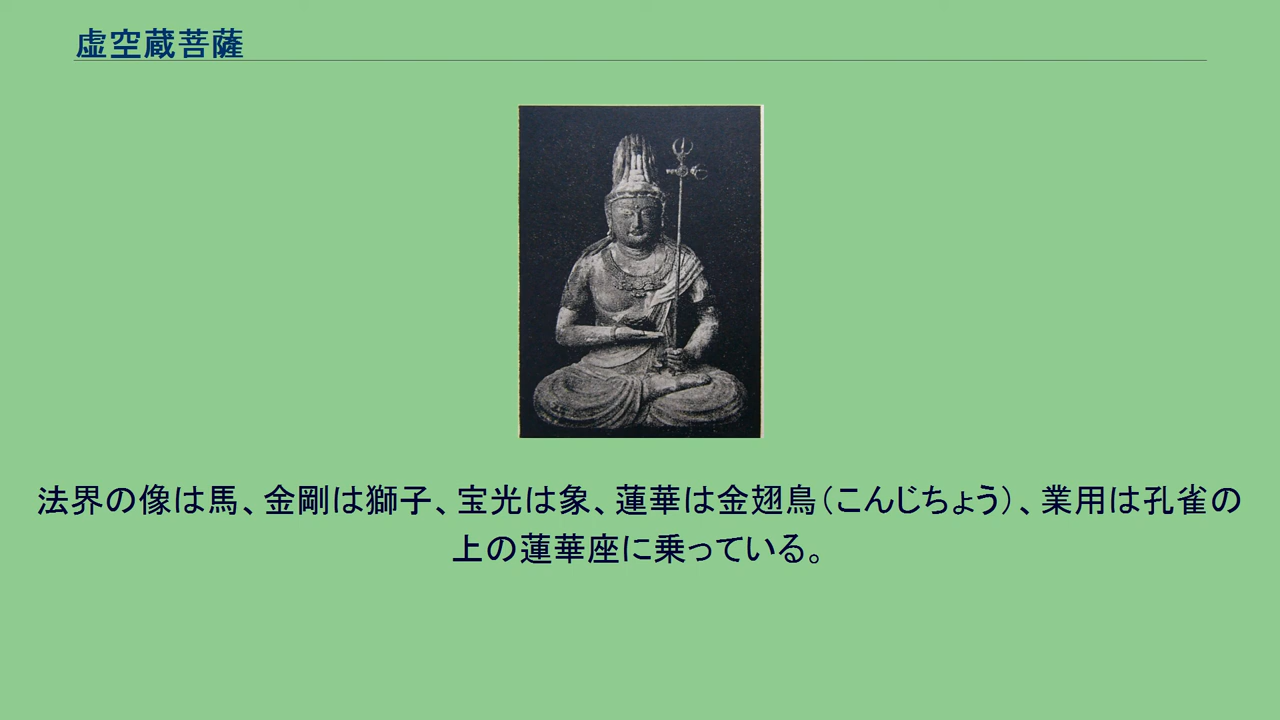 虚空蔵菩薩
法界の像は馬、金剛は獅子、宝光は象、蓮華は金翅鳥（こんじちょう）、業用は孔雀の
上の蓮華座に乗っている。